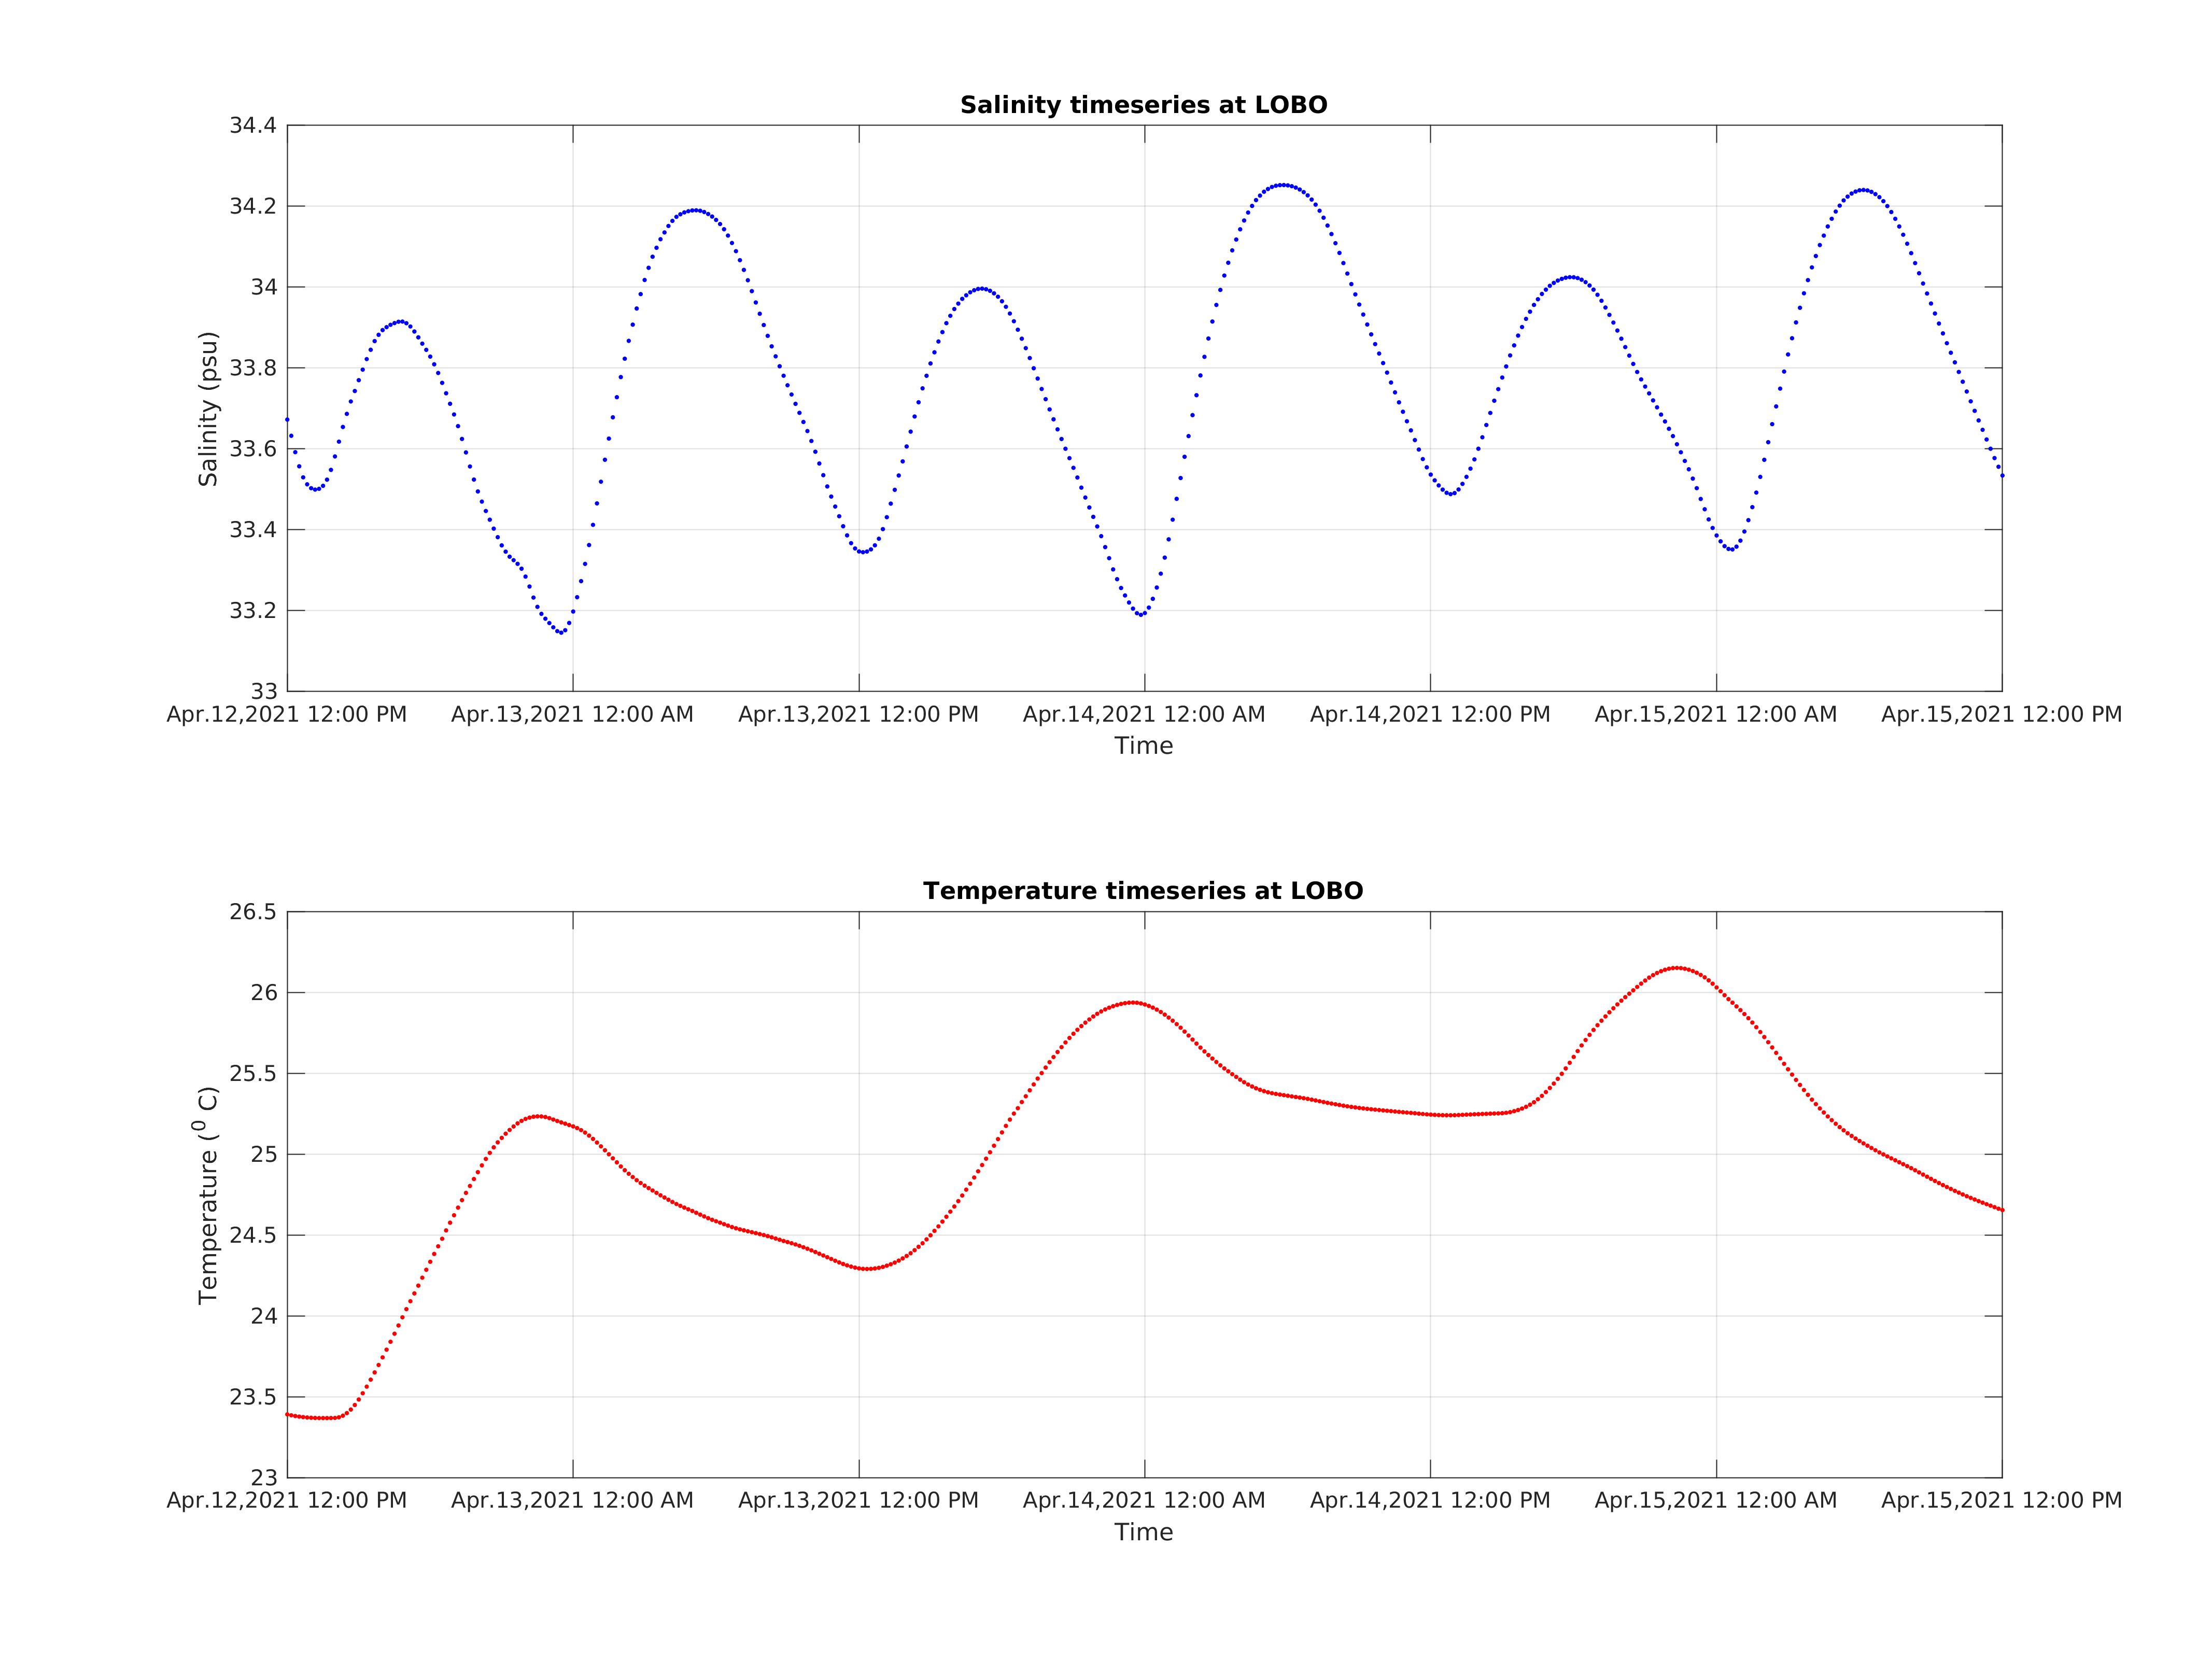 Salinity timeseries at LOBO
34.4
34.2
34
33.8
33.6
33.4
33.2
33
Salinity (psu)
Apr.12,2021 12:00 PM Apr.13,2021 12:00 AM Apr.13,2021 12:00 PM Apr.14,2021 12:00 AM Apr.14,2021 12:00 PM Apr.15,2021 12:00 AM Apr.15,2021 12:00 PM
Time
Temperature timeseries at LOBO
26.5
26
25.5
25
24.5
24
23.5
23
Temperature (⁰ C)
Apr.12,2021 12:00 PM Apr.13,2021 12:00 AM Apr.13,2021 12:00 PM Apr.14,2021 12:00 AM Apr.14,2021 12:00 PM Apr.15,2021 12:00 AM Apr.15,2021 12:00 PM
Time